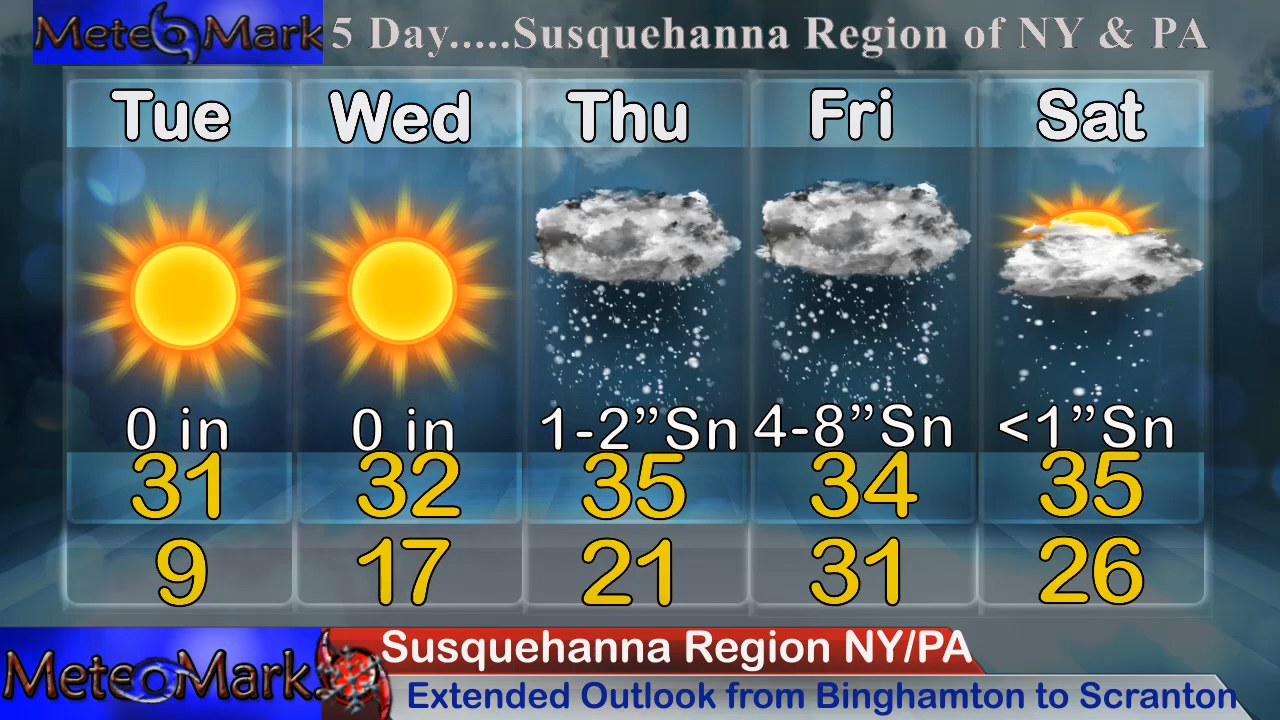 MeteoMark 5 Day.....Susquehanna Region of NY & PA
Tue Wed Thu Fri Sat
0 in 0 in 1-2”Sn 4-8”Sn <1”Sn
31 32 35 34 35
9 17 21 31 26
Susquehanna Region NY/PA
MeteoMark.
Extended Outlook from Binghamton to Scranton